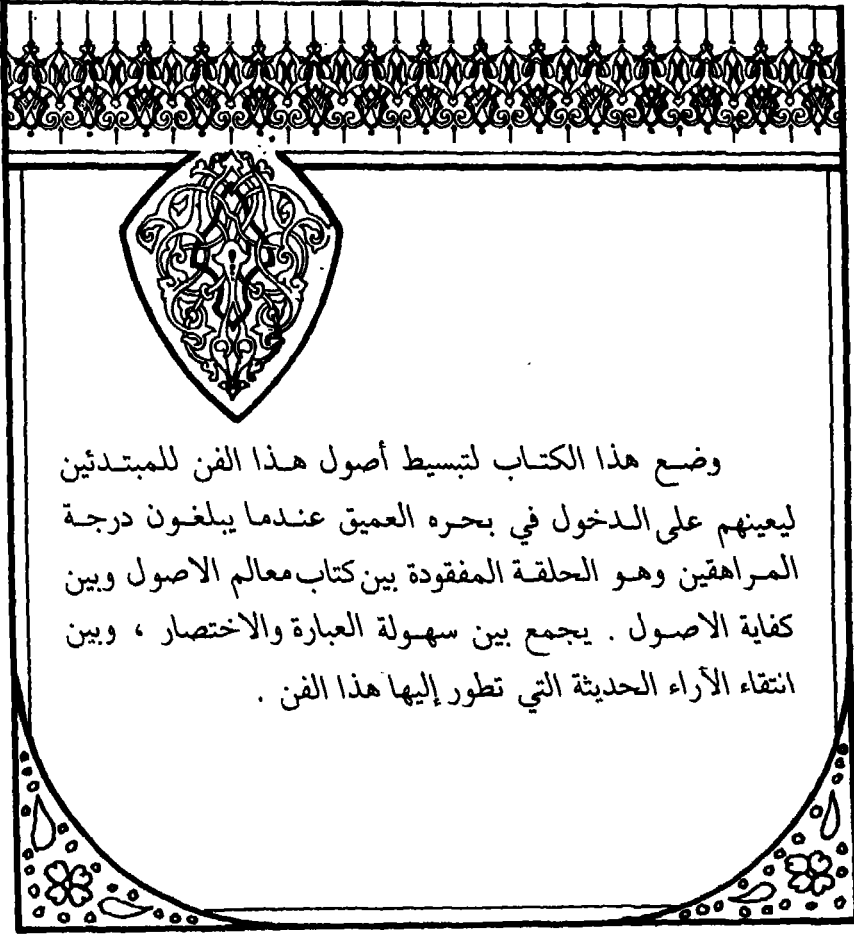 وضع هذا الكتاب لتبسيط أصول هذا الفن للمبتدئين
ليعينهم على الدخول في بحره العميق عندما يبلغون درجة
المراهقين وهو الحلقة المفقودة بين كتاب معالم الاصول وبين
كفاية الاصول . يجمع بين سهولة العبارة والاختصار ، وبين
انتقاء الآراء الحديثة التي تطور إليها هذا الفن .